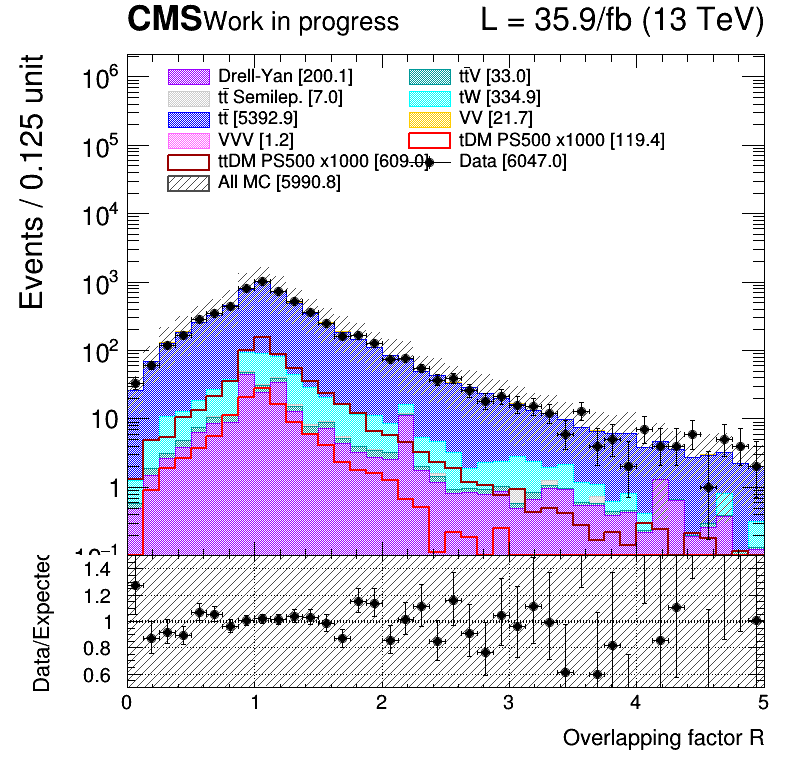 CMS Work in progress L = 35.9/fb (13 TeV)
Events / 0.125 unit
Drell-Yan [200.1] tt̄V [33.0]
tt̄ Semilep. [7.0] tW [334.9]
tt̄ [5392.9] VV [21.7]
VVV [1.2] tDM PS500 x1000 [119.4]
ttDM PS500 x1000 [609.0] Data [6047.0]
All MC [5990.8]
10⁶
10⁵
10⁴
10³
10²
10
1
10⁻¹
Data/Expected
1.4
1.2
1
0.8
0.6
0 1 2 3 4 5
Overlapping factor R